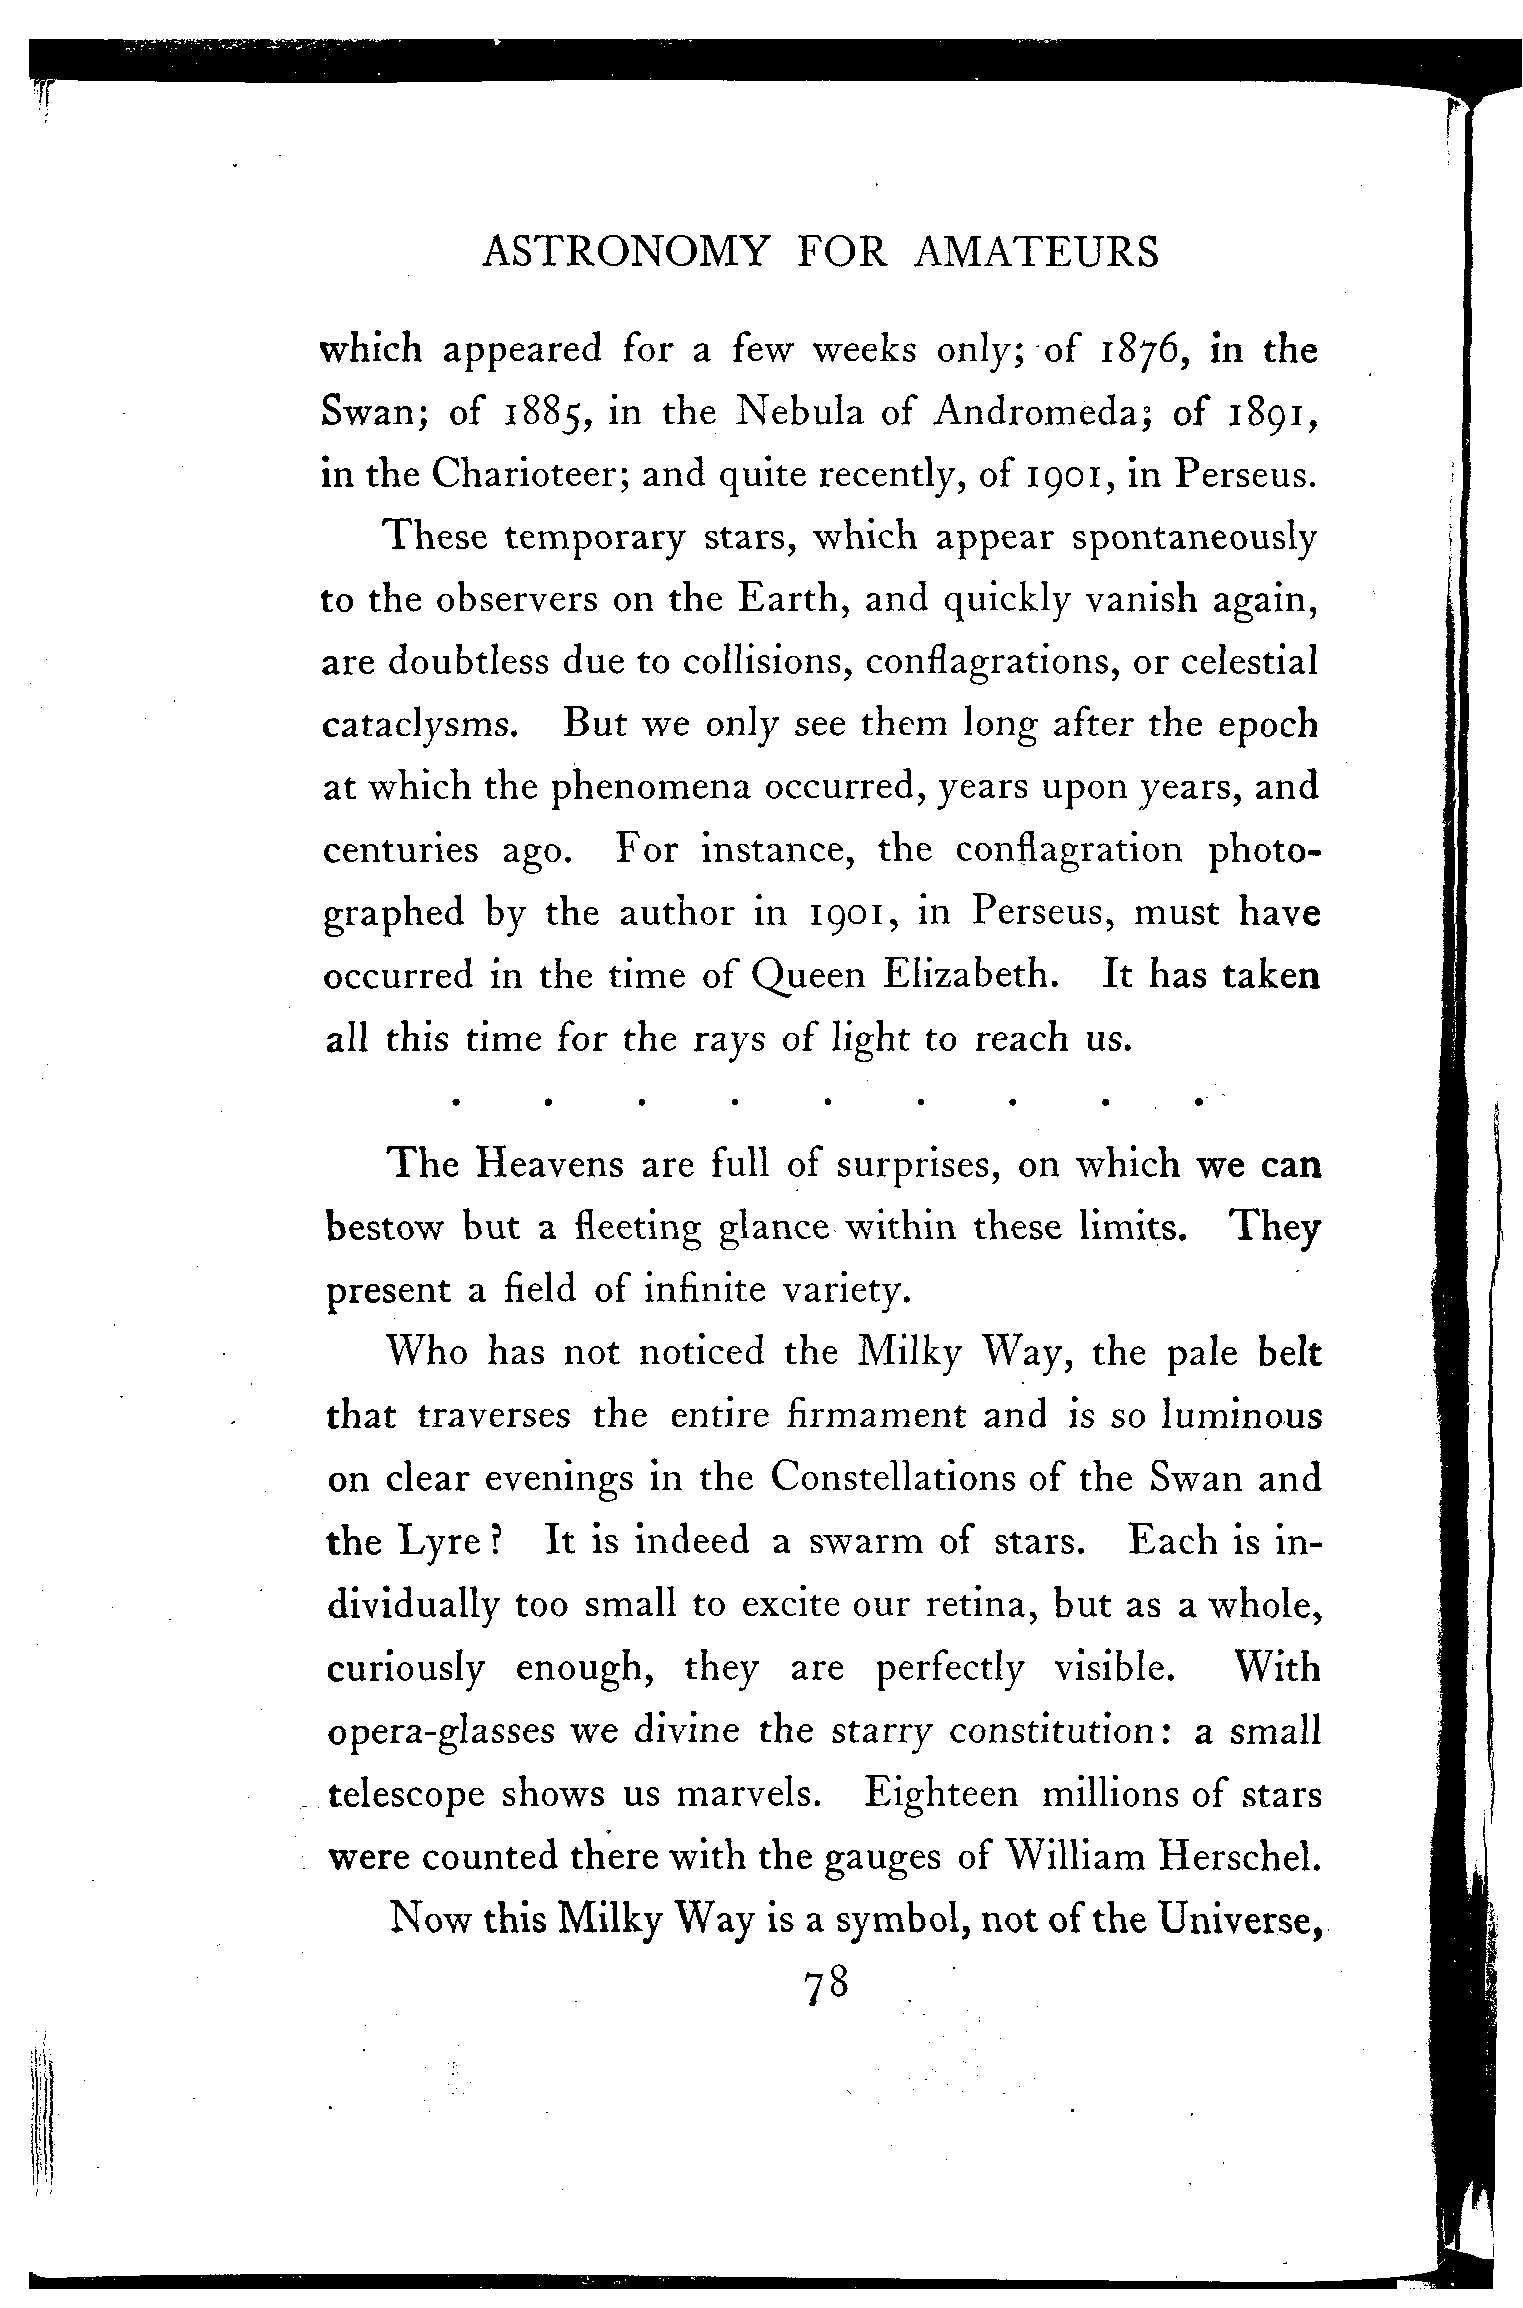 ASTRONOMY FOR AMATEURS
which appeared for a few weeks only; of 1876, in the
Swan; of 1885, in the Nebula of Andromeda; of 1891,
in the Charioteer; and quite recently, of 1901, in Perseus.
These temporary stars, which appear spontaneously
to the observers on the Earth, and quickly vanish again,
are doubtless due to collisions, conflagrations, or celestial
cataclysms. But we only see them long after the epoch
at which the phenomena occurred, years upon years, and
centuries ago. For instance, the conflagration photo-
graphed by the author in 1901, in Perseus, must have
occurred in the time of Queen Elizabeth. It has taken
all this time for the rays of light to reach us.
. . . . . . . . .
The Heavens are full of surprises, on which we can
bestow but a fleeting glance within these limits. They
present a field of infinite variety.
Who has not noticed the Milky Way, the pale belt
that traverses the entire firmament and is so luminous
on clear evenings in the Constellations of the Swan and
the Lyre? It is indeed a swarm of stars. Each is in-
dividually too small to excite our retina, but as a whole,
curiously enough, they are perfectly visible. With
opera-glasses we divine the starry constitution: a small
telescope shows us marvels. Eighteen millions of stars
were counted there with the gauges of William Herschel.
Now this Milky Way is a symbol, not of the Universe,
78